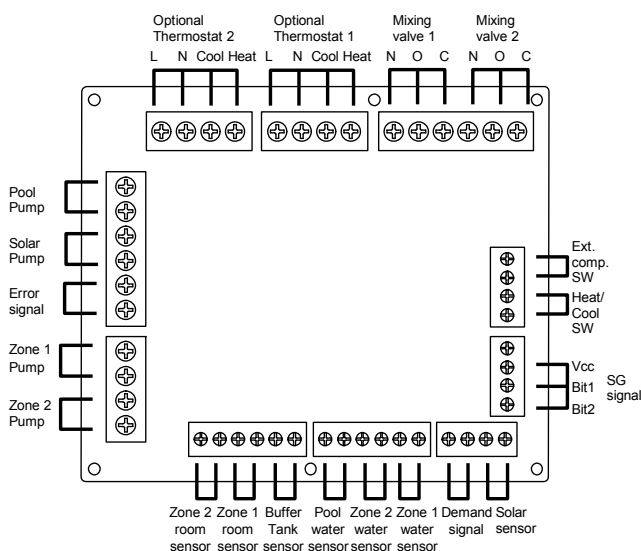 Optional Optional Mixing Mixing
Thermostat 2 Thermostat 1 valve 1 valve 2
L N Cool Heat L N Cool Heat N O C N O C
Pool
Pump
Solar
Pump
Error
signal
Zone 1
Pump
Zone 2
Pump
Ext.
comp.
SW
Heat/
Cool
SW
Vcc
Bit1
Bit2
SG
signal
Zone 2 Zone 1 Buffer Pool Zone 2 Zone 1 Demand Solar
room room Tank water water water signal sensor
sensor sensor sensor sensor sensor sensor